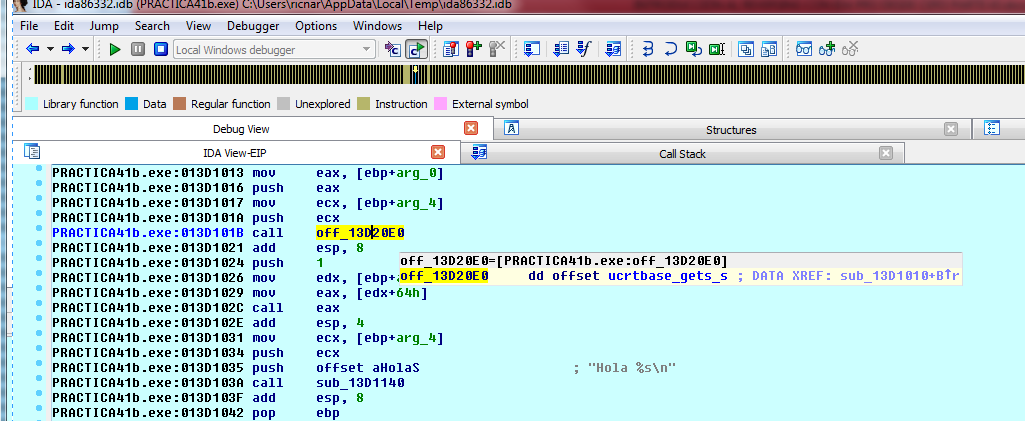 IDA - ida86332.idb (PRACTICA41b.exe) C:\Users\ricnar\AppData\Local\Temp\ida86332.idb
File Edit Jump Search View Debugger Options Windows Help
Local Windows debugger
Library function Data Regular function Unexplored Instruction External symbol
Debug View Structures
IDA View-EIP Call Stack
PRACTICA41b.exe:013D1013 mov eax, [ebp+arg_0]
PRACTICA41b.exe:013D1016 push eax
PRACTICA41b.exe:013D1017 mov ecx, [ebp+arg_4]
PRACTICA41b.exe:013D101A push ecx
PRACTICA41b.exe:013D101B call off_13D20E0
PRACTICA41b.exe:013D1021 add esp, 8
PRACTICA41b.exe:013D1024 push 1
off_13D20E0=[PRACTICA41b.exe:off_13D20E0]
PRACTICA41b.exe:013D1026 mov edx, [ebp+
off_13D20E0 dd offset ucrtbase_gets_s ; DATA XREF: sub_13D1010+B↑r
PRACTICA41b.exe:013D1029 mov eax, [edx+64h]
PRACTICA41b.exe:013D102C call eax
PRACTICA41b.exe:013D102E add esp, 4
PRACTICA41b.exe:013D1031 mov ecx, [ebp+arg_4]
PRACTICA41b.exe:013D1034 push ecx
PRACTICA41b.exe:013D1035 push offset aHolaS ; "Hola %s\n"
PRACTICA41b.exe:013D103A call sub_13D1140
PRACTICA41b.exe:013D103F add esp, 8
PRACTICA41b.exe:013D1042 pop ebp